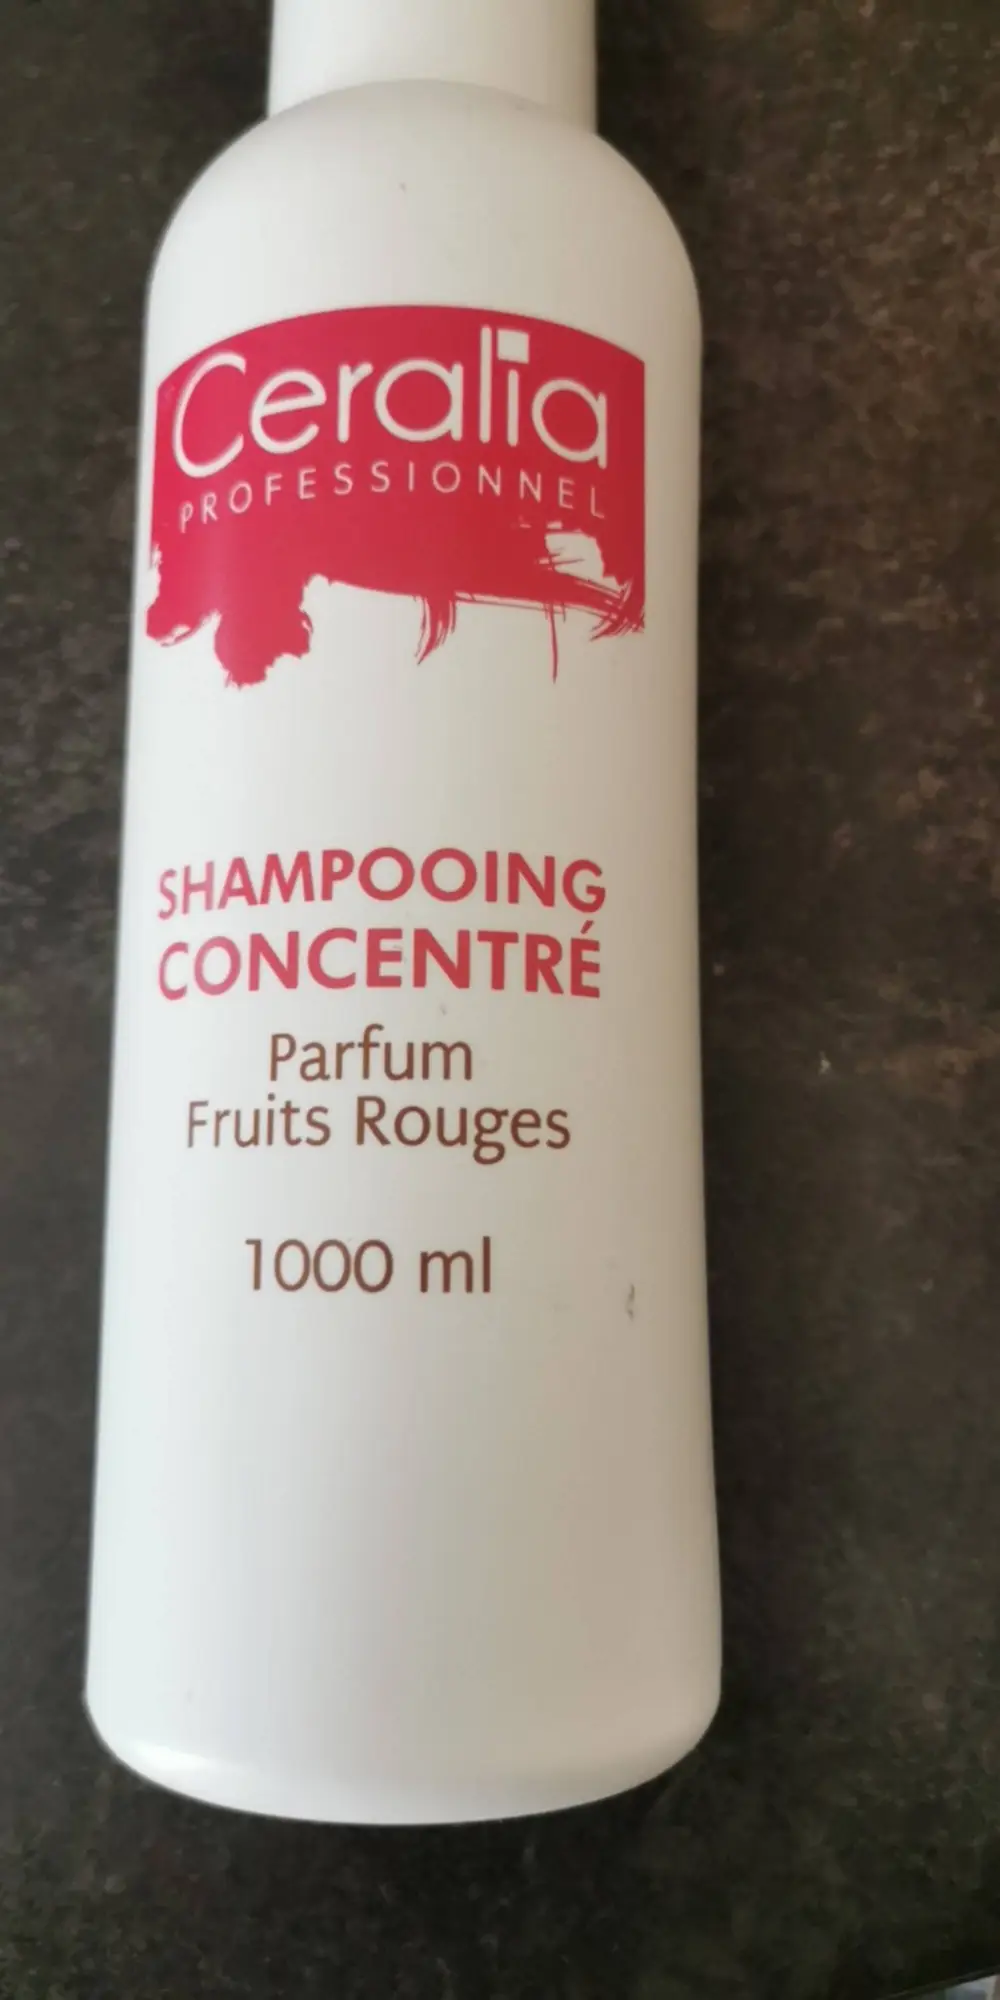 Ceralia
PROFESSIONNEL
SHAMPOOING
CONCENTRÉ
Parfum
Fruits Rouges
1000 ml